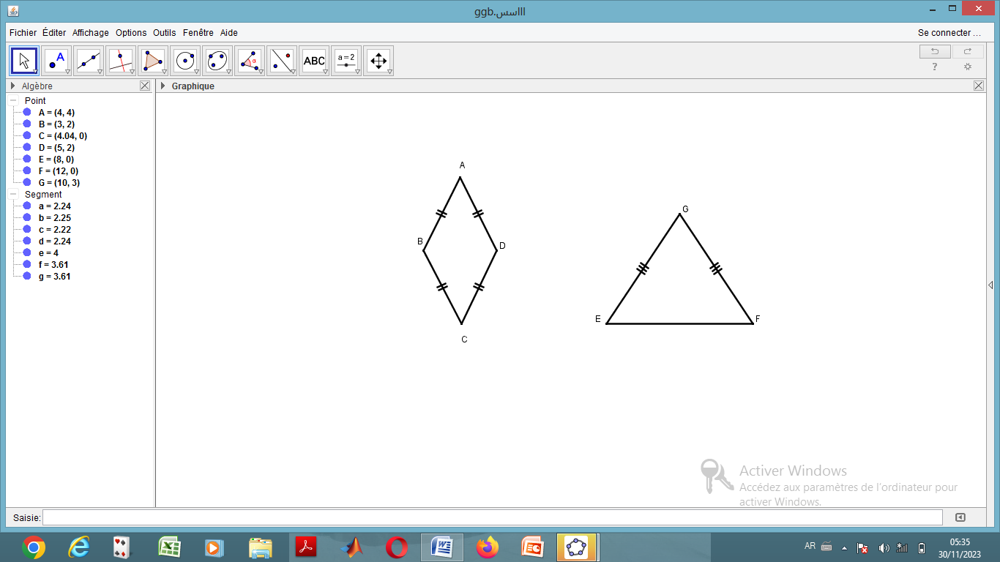 اااسس.ggb
Fichier Éditer Affichage Options Outils Fenêtre Aide Se connecter ...
A α ABC a=2 ?
Algèbre Graphique
Point
A = (4, 4)
B = (3, 2)
C = (4.04, 0)
D = (5, 2)
E = (8, 0)
F = (12, 0)
G = (10, 3)
Segment
a = 2.24
b = 2.25
c = 2.22
d = 2.24
e = 4
f = 3.61
g = 3.61
A
G
B D
E F
C
Activer Windows
Accédez aux paramètres de l'ordinateur pour
activer Windows.
Saisie:
AR 05:35
30/11/2023